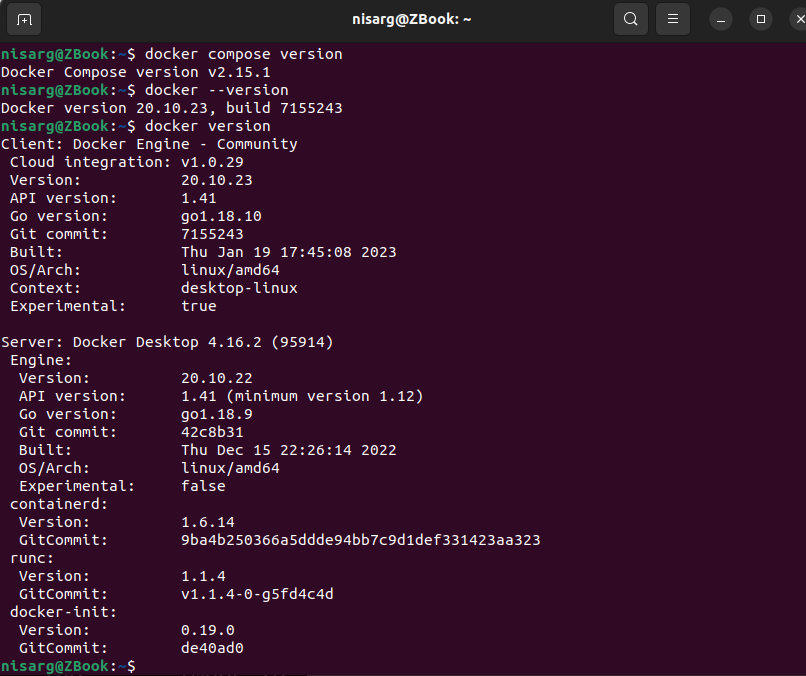 nisarg@ZBook: ~
nisarg@ZBook:~$ docker compose version
Docker Compose version v2.15.1
nisarg@ZBook:~$ docker --version
Docker version 20.10.23, build 7155243
nisarg@ZBook:~$ docker version
Client: Docker Engine - Community
 Cloud integration: v1.0.29
 Version:           20.10.23
 API version:       1.41
 Go version:        go1.18.10
 Git commit:        7155243
 Built:             Thu Jan 19 17:45:08 2023
 OS/Arch:           linux/amd64
 Context:           desktop-linux
 Experimental:      true

Server: Docker Desktop 4.16.2 (95914)
 Engine:
  Version:          20.10.22
  API version:      1.41 (minimum version 1.12)
  Go version:       go1.18.9
  Git commit:       42c8b31
  Built:            Thu Dec 15 22:26:14 2022
  OS/Arch:          linux/amd64
  Experimental:     false
 containerd:
  Version:          1.6.14
  GitCommit:        9ba4b250366a5ddde94bb7c9d1def331423aa323
 runc:
  Version:          1.1.4
  GitCommit:        v1.1.4-0-g5fd4c4d
 docker-init:
  Version:          0.19.0
  GitCommit:        de40ad0
nisarg@ZBook:~$